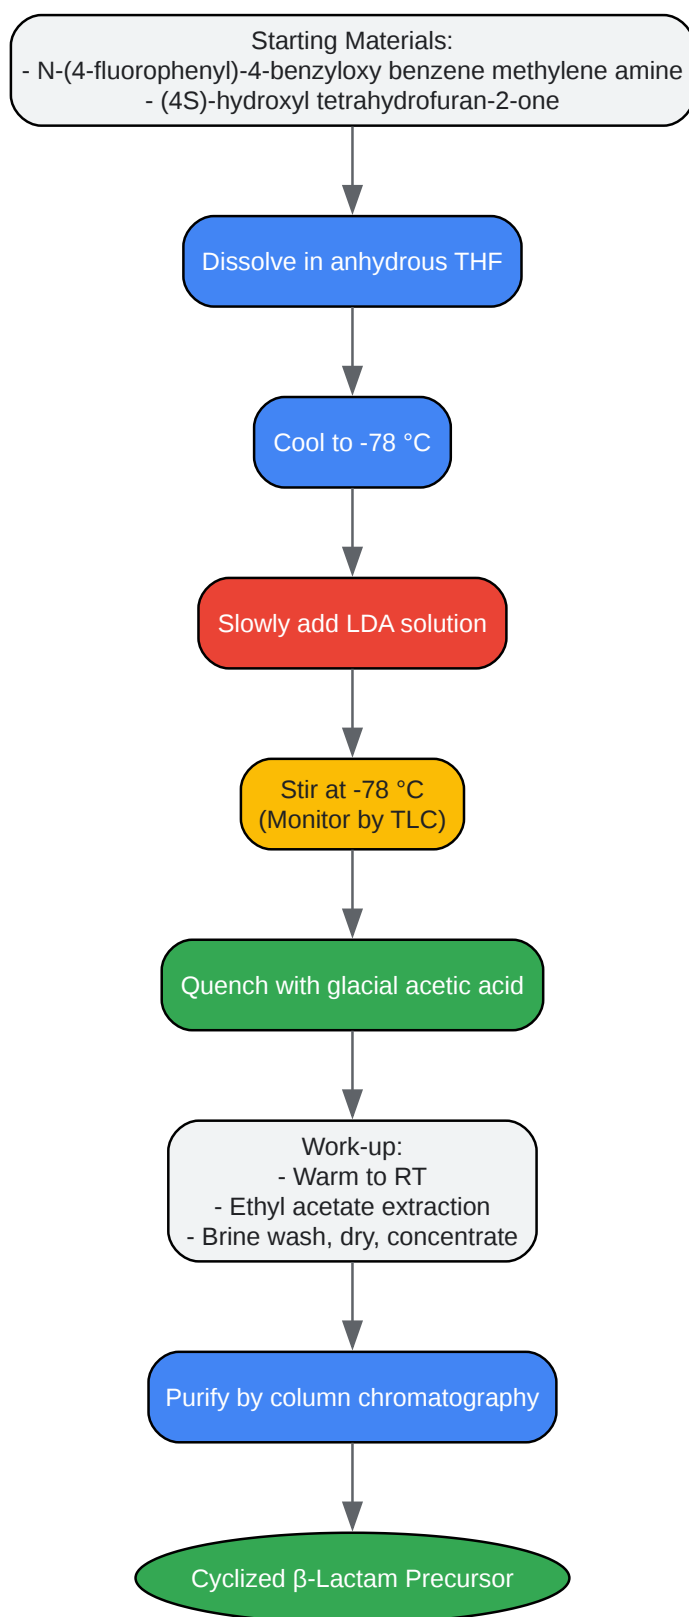 Starting Materials:
- N-(4-fluorophenyl)-4-benzyloxy benzene methylene amine
- (4S)-hydroxyl tetrahydrofuran-2-one
Dissolve in anhydrous THF
Cool to -78 °C
Slowly add LDA solution
Stir at -78 °C
(Monitor by TLC)
Quench with glacial acetic acid
Work-up:
- Warm to RT
- Ethyl acetate extraction
- Brine wash, dry, concentrate
Purify by column chromatography
Cyclized β-Lactam Precursor